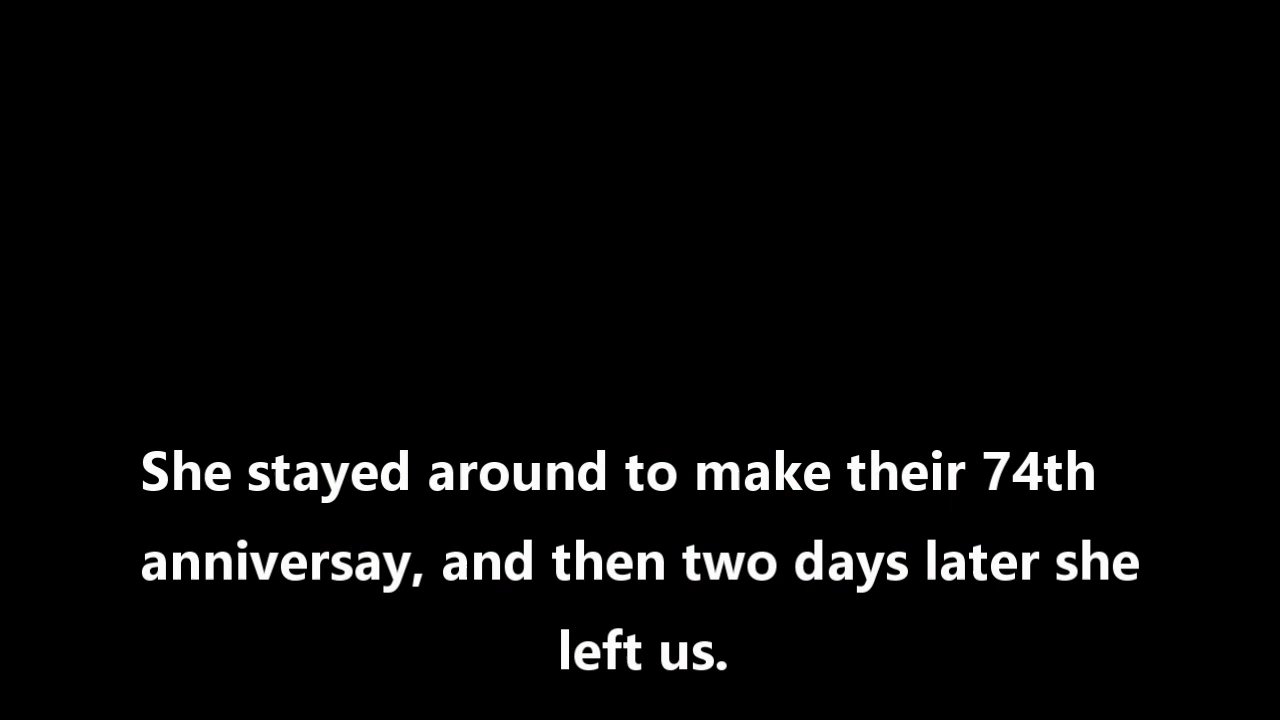 She stayed around to make their 74th
anniversay, and then two days later she
left us.